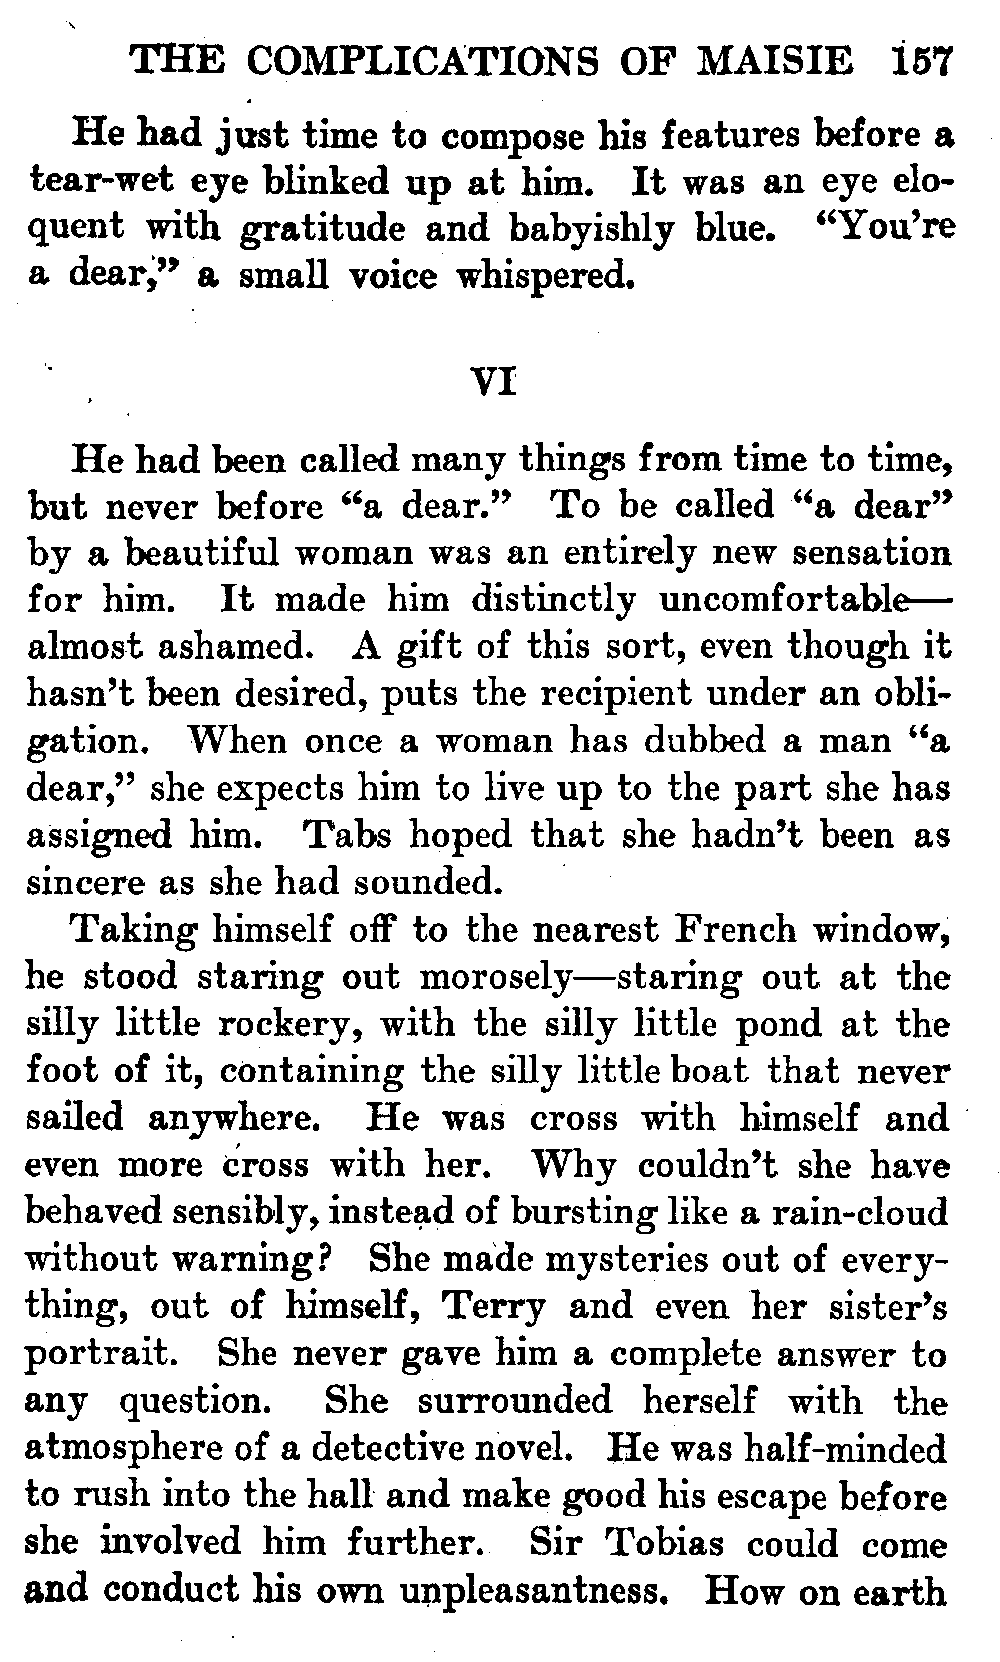 THE COMPLICATIONS OF MAISIE 157
He had just time to compose his features before a
tear-wet eye blinked up at him. It was an eye elo-
quent with gratitude and babyishly blue. “You’re
a dear,” a small voice whispered.
VI
He had been called many things from time to time,
but never before “a dear.” To be called “a dear”
by a beautiful woman was an entirely new sensation
for him. It made him distinctly uncomfortable—
almost ashamed. A gift of this sort, even though it
hasn’t been desired, puts the recipient under an obli-
gation. When once a woman has dubbed a man “a
dear,” she expects him to live up to the part she has
assigned him. Tabs hoped that she hadn’t been as
sincere as she had sounded.
Taking himself off to the nearest French window,
he stood staring out morosely—staring out at the
silly little rockery, with the silly little pond at the
foot of it, containing the silly little boat that never
sailed anywhere. He was cross with himself and
even more cross with her. Why couldn’t she have
behaved sensibly, instead of bursting like a rain-cloud
without warning? She made mysteries out of every-
thing, out of himself, Terry and even her sister’s
portrait. She never gave him a complete answer to
any question. She surrounded herself with the
atmosphere of a detective novel. He was half-minded
to rush into the hall and make good his escape before
she involved him further. Sir Tobias could come
and conduct his own unpleasantness. How on earth